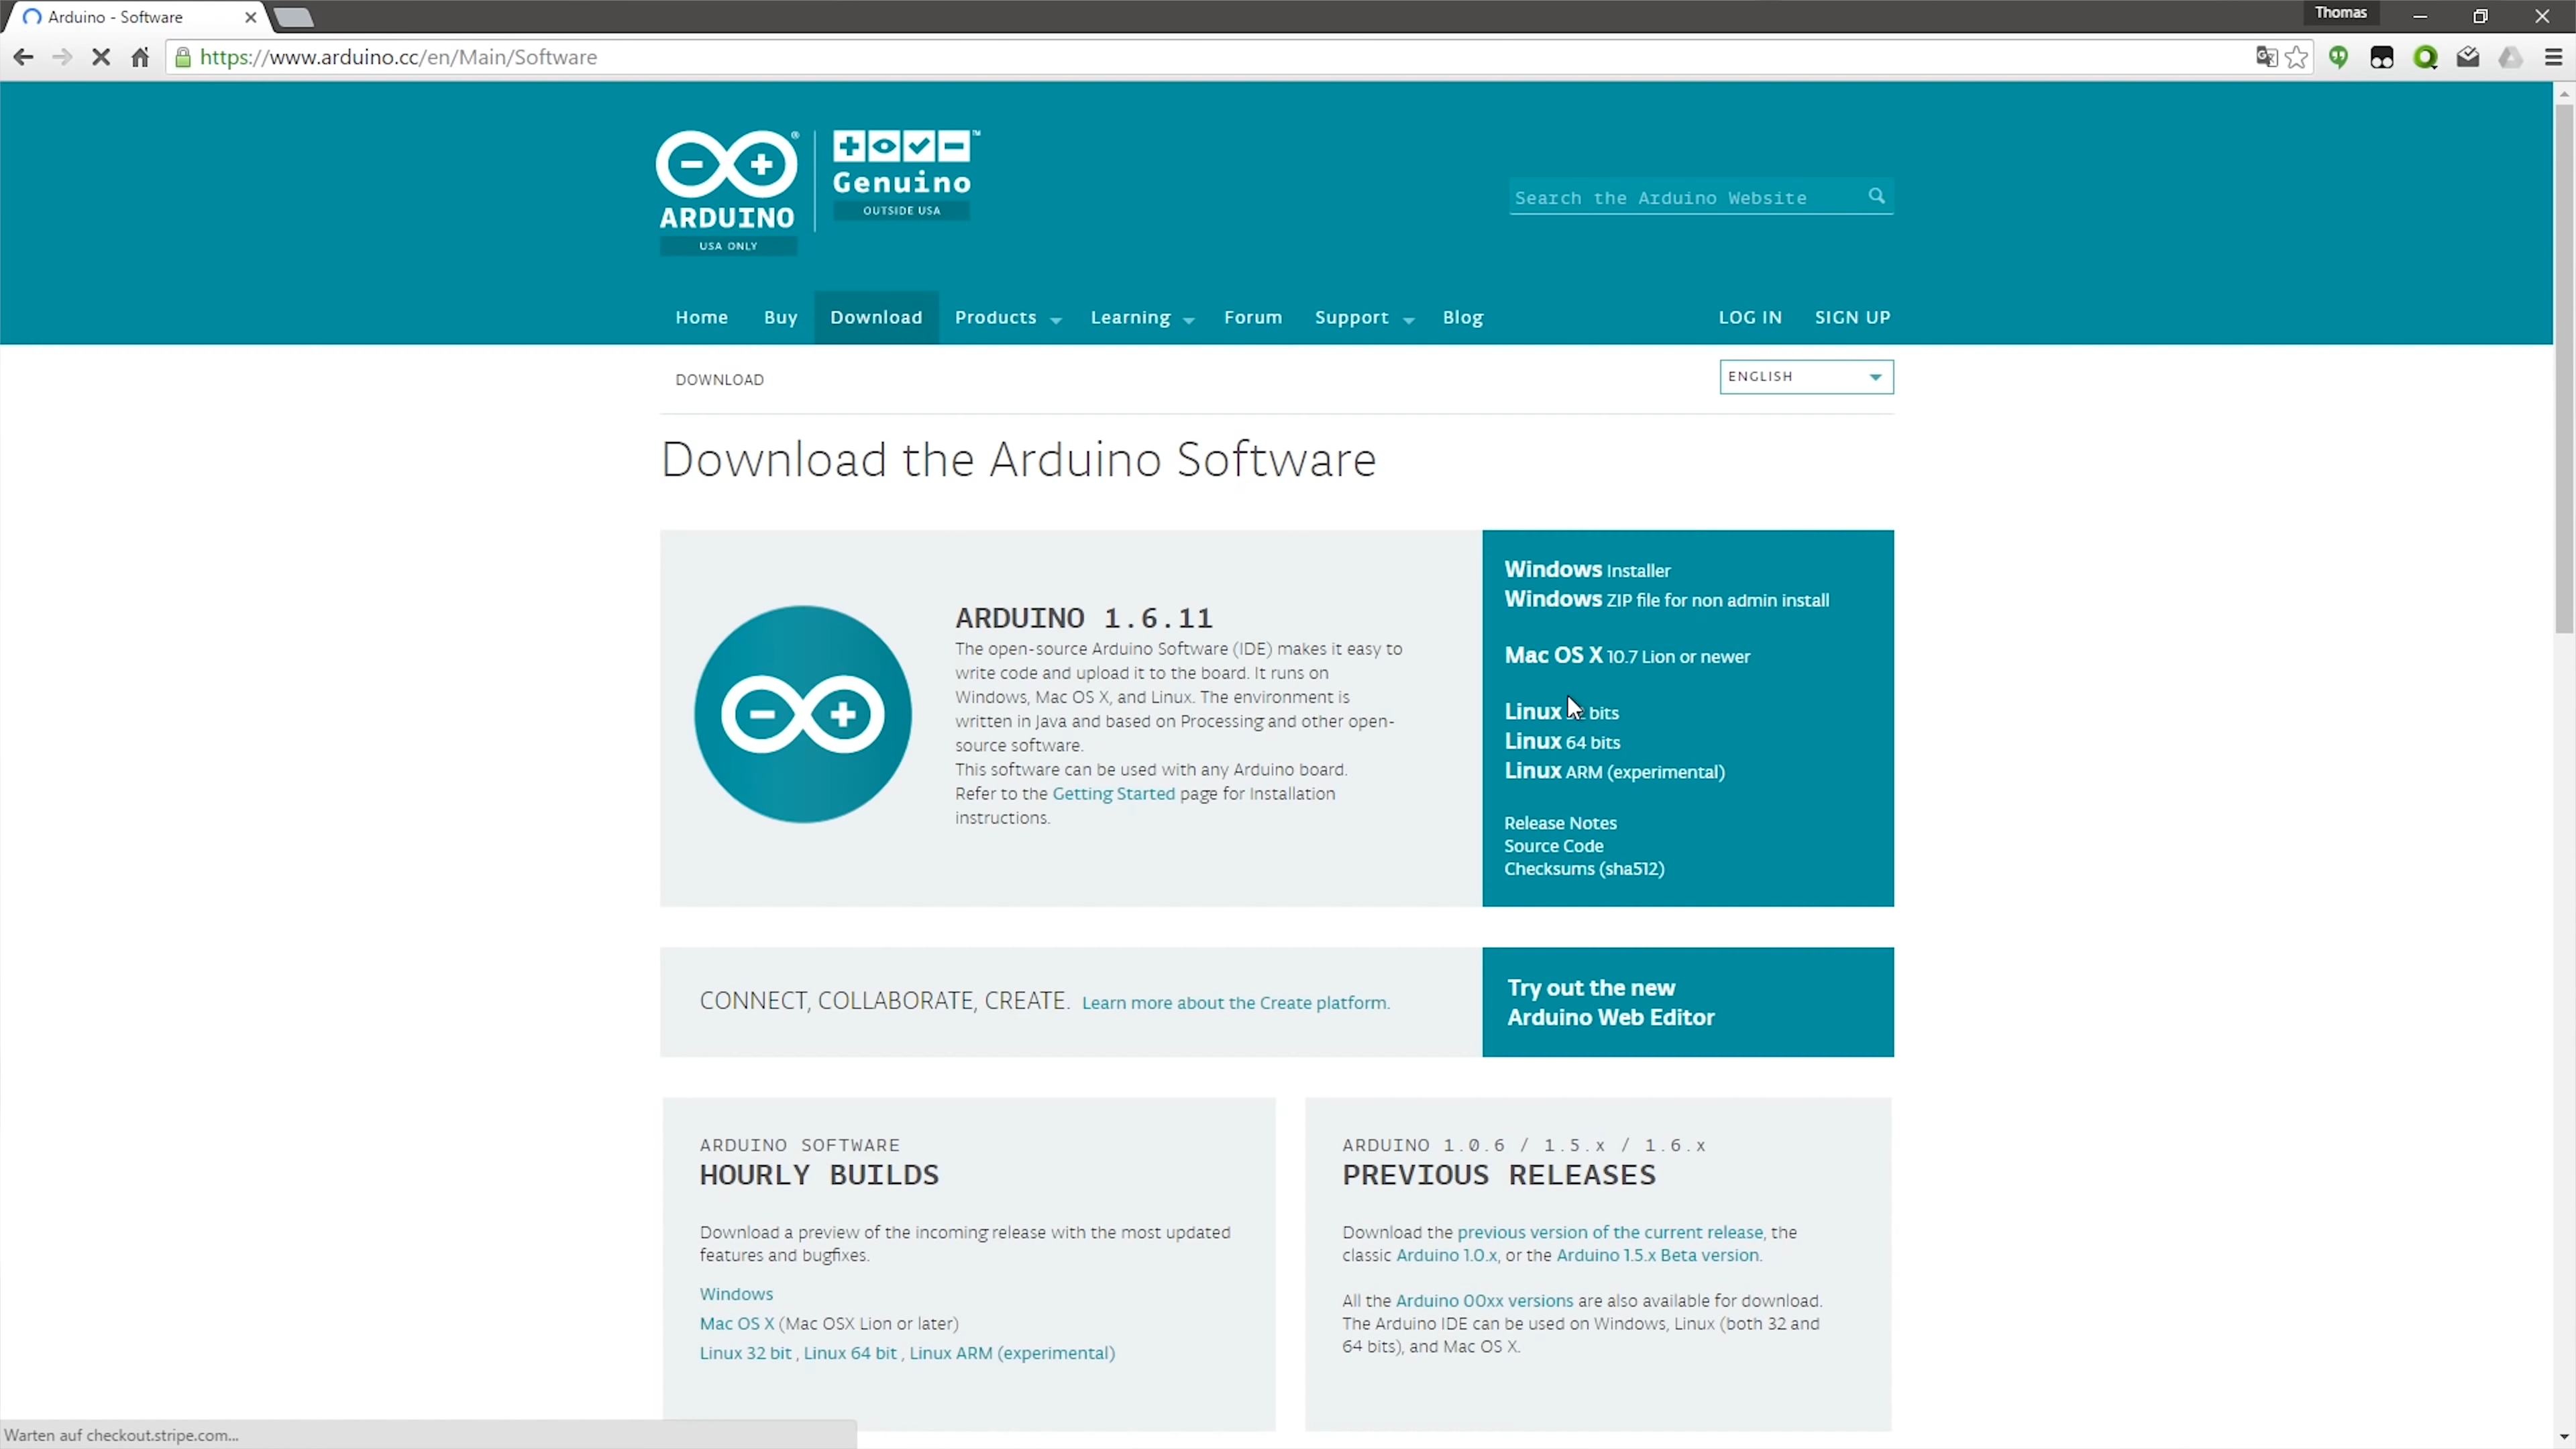 Arduino - Software
Thomas
https://www.arduino.cc/en/Main/Software
ARDUINO
USA ONLY
Genuino
OUTSIDE USA
Search the Arduino Website
Home Buy Download Products Learning Forum Support Blog LOG IN SIGN UP
DOWNLOAD
ENGLISH
Download the Arduino Software
ARDUINO 1.6.11
The open-source Arduino Software (IDE) makes it easy to
write code and upload it to the board. It runs on
Windows, Mac OS X, and Linux. The environment is
written in Java and based on Processing and other open-
source software.
This software can be used with any Arduino board.
Refer to the Getting Started page for Installation
instructions.
Windows Installer
Windows ZIP file for non admin install
Mac OS X 10.7 Lion or newer
Linux bits
Linux 64 bits
Linux ARM (experimental)
Release Notes
Source Code
Checksums (sha512)
CONNECT, COLLABORATE, CREATE. Learn more about the Create platform.
Try out the new
Arduino Web Editor
ARDUINO SOFTWARE
HOURLY BUILDS
Download a preview of the incoming release with the most updated
features and bugfixes.
Windows
Mac OS X (Mac OSX Lion or later)
Linux 32 bit , Linux 64 bit , Linux ARM (experimental)
ARDUINO 1.0.6 / 1.5.x / 1.6.x
PREVIOUS RELEASES
Download the previous version of the current release, the
classic Arduino 1.0.x, or the Arduino 1.5.x Beta version.
All the Arduino 00xx versions are also available for download.
The Arduino IDE can be used on Windows, Linux (both 32 and
64 bits), and Mac OS X.
Warten auf checkout.stripe.com...